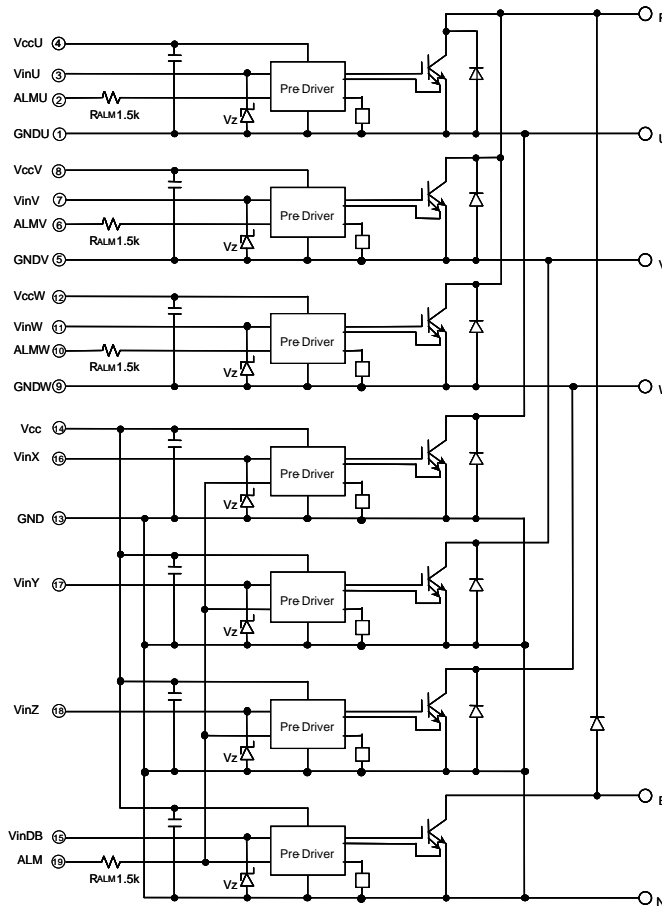 P
VccU ④
VinU ③
Pre Driver
ALMU ②
RALM1.5k
Vz
GNDU ①
U
VccV ⑧
VinV ⑦
Pre Driver
ALMV ⑥
RALM1.5k
Vz
GNDV ⑤
V
VccW ⑫
VinW ⑪
Pre Driver
ALMW ⑩
RALM1.5k
Vz
GNDW ⑨
W
Vcc ⑭
VinX ⑯
Pre Driver
Vz
GND ⑬
VinY ⑰
Pre Driver
Vz
VinZ ⑱
Pre Driver
Vz
B
VinDB ⑮
Pre Driver
ALM ⑲
RALM1.5k
Vz
N